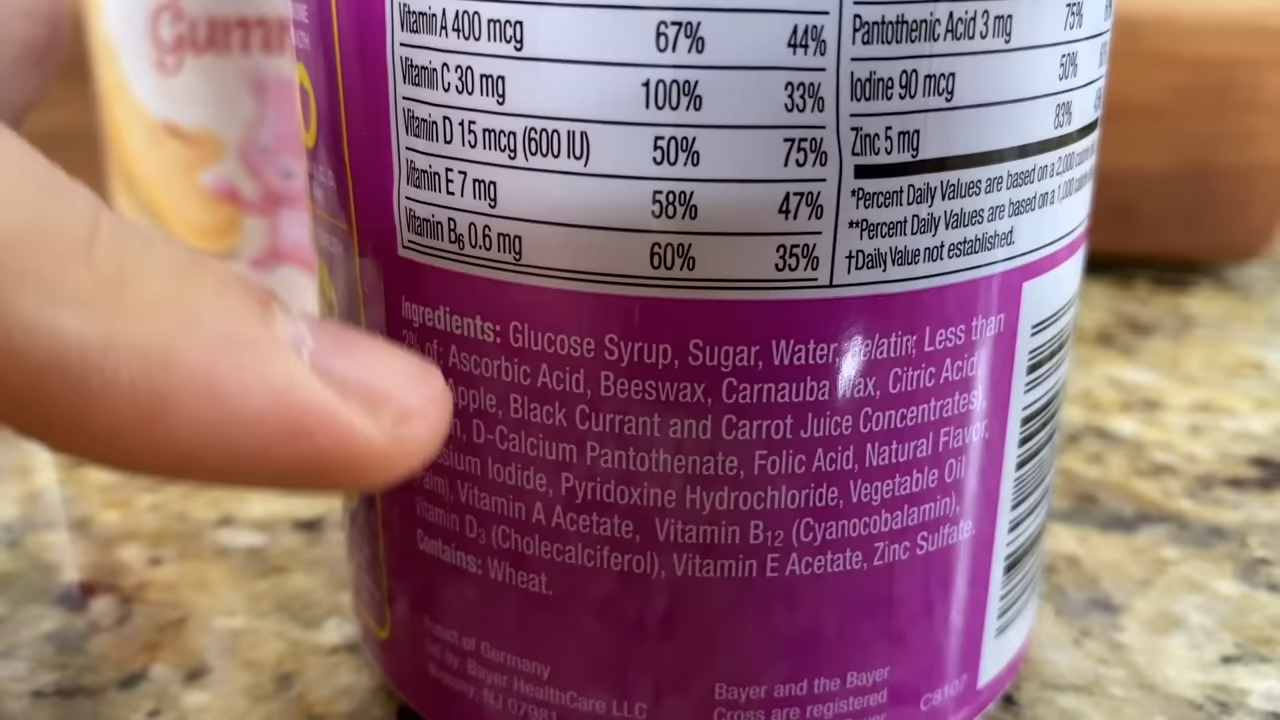 Gumm
Vitamin A 400 mcg 67% 44%
Vitamin C 30 mg 100% 33%
Vitamin D 15 mcg (600 IU) 50% 75%
Vitamin E 7 mg 58% 47%
Vitamin B6 0.6 mg 60% 35%
Pantothenic Acid 3 mg 75%
Iodine 90 mcg 50%
Zinc 5 mg 83%
*Percent Daily Values are based on a 2,000
**Percent Daily Values are based on a
†Daily Value not established.
Ingredients: Glucose Syrup, Sugar, Water, Gelatin; Less than
2% of: Ascorbic Acid, Beeswax, Carnauba Wax, Citric Acid,
Apple, Black Currant and Carrot Juice Concentrates),
D-Calcium Pantothenate, Folic Acid, Natural Flavor,
Iodide, Pyridoxine Hydrochloride, Vegetable Oil
Vitamin A Acetate, Vitamin B12 (Cyanocobalamin),
Vitamin D3 (Cholecalciferol), Vitamin E Acetate, Zinc Sulfate.
Contains: Wheat.
of Germany
by: Bayer HealthCare LLC
NJ 07981
Bayer and the Bayer
Cross are registered